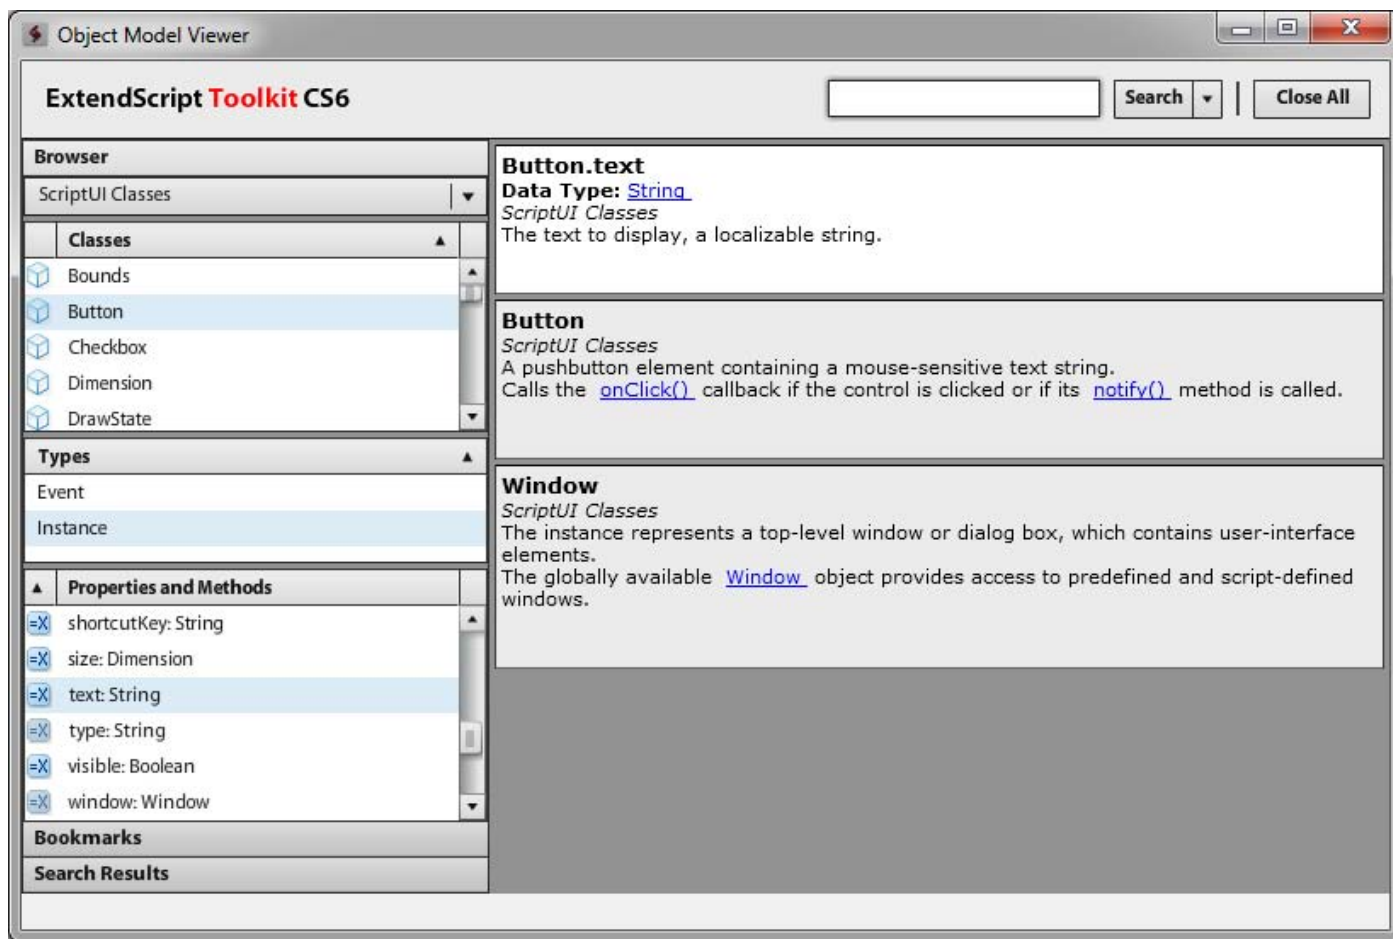 Object Model Viewer
ExtendScript Toolkit CS6
Search
Close All
Browser
ScriptUI Classes
Classes
Bounds
Button
Checkbox
Dimension
DrawState
Types
Event
Instance
Properties and Methods
=X shortcutKey: String
=X size: Dimension
=X text: String
=X type: String
=X visible: Boolean
=X window: Window
Bookmarks
Search Results
Button.text
Data Type: String
ScriptUI Classes
The text to display, a localizable string.
Button
ScriptUI Classes
A pushbutton element containing a mouse-sensitive text string.
Calls the onClick() callback if the control is clicked or if its notify() method is called.
Window
ScriptUI Classes
The instance represents a top-level window or dialog box, which contains user-interface
elements.
The globally available Window object provides access to predefined and script-defined
windows.